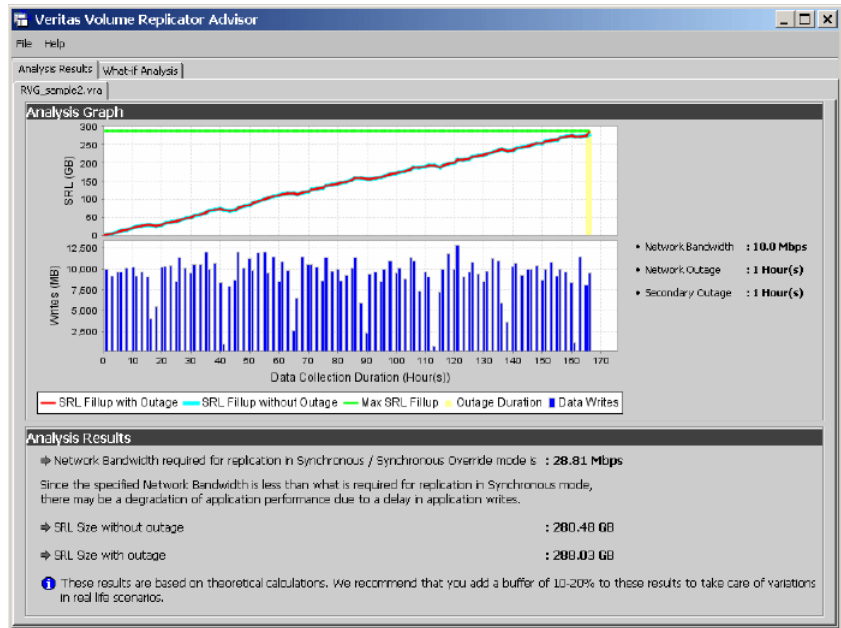 Veritas Volume Replicator Advisor
File Help
Analysis Results What-if Analysis
RVG_sample2.vra
Analysis Graph
SRL (GB)
300
250
200
150
100
50
0
Writes (MB)
12,500
10,000
7,500
5,000
2,500
0 10 20 30 40 50 60 70 80 90 100 110 120 130 140 150 160 170
Data Collection Duration (Hour(s))
• Network Bandwidth : 10.0 Mbps
• Network Outage : 1 Hour(s)
• Secondary Outage : 1 Hour(s)
SRL Fillup with Outage SRL Fillup without Outage Max SRL Fillup Outage Duration Data Writes
Analysis Results
Network Bandwidth required for replication in Synchronous / Synchronous Override mode is : 28.81 Mbps
Since the specified Network Bandwidth is less than what is required for replication in Synchronous mode,
there may be a degradation of application performance due to a delay in application writes.
SRL Size without outage : 280.48 GB
SRL Size with outage : 288.03 GB
These results are based on theoretical calculations. We recommend that you add a buffer of 10-20% to these results to take care of variations
in real life scenarios.